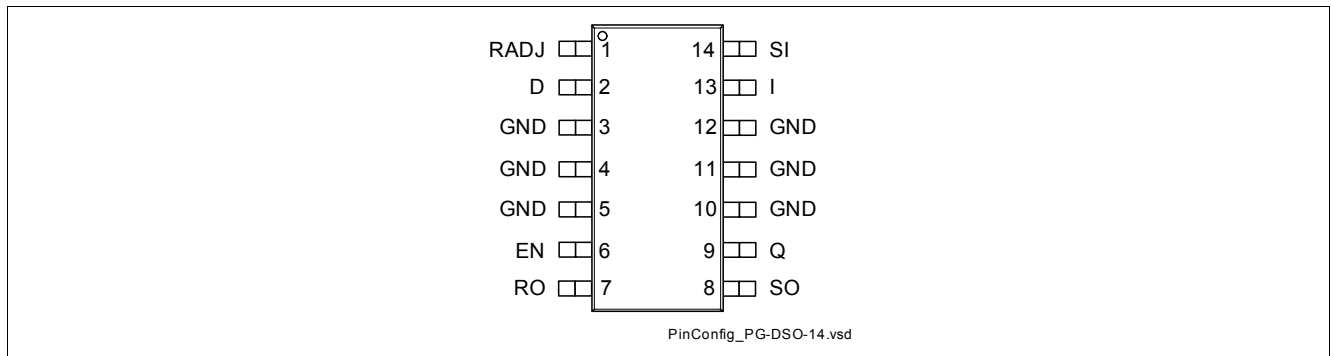 RADJ 1 14 SI
D 2 13 I
GND 3 12 GND
GND 4 11 GND
GND 5 10 GND
EN 6 9 Q
RO 7 8 SO
PinConfig_PG-DSO-14.vsd